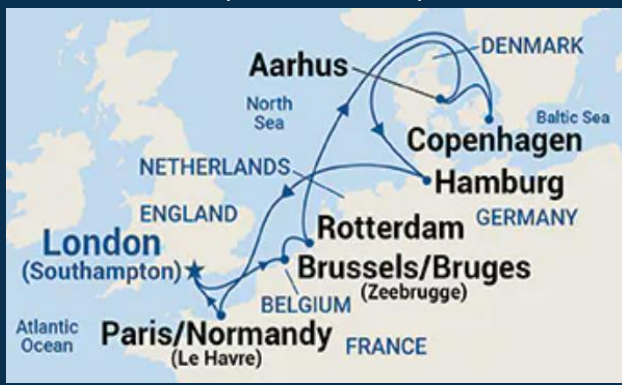 DENMARK
Aarhus
North
Sea
Baltic Sea
Copenhagen
NETHERLANDS
Hamburg
ENGLAND
GERMANY
Rotterdam
London
(Southampton)
Brussels/Bruges
(Zeebrugge)
BELGIUM
Atlantic
Ocean
Paris/Normandy
(Le Havre)
FRANCE